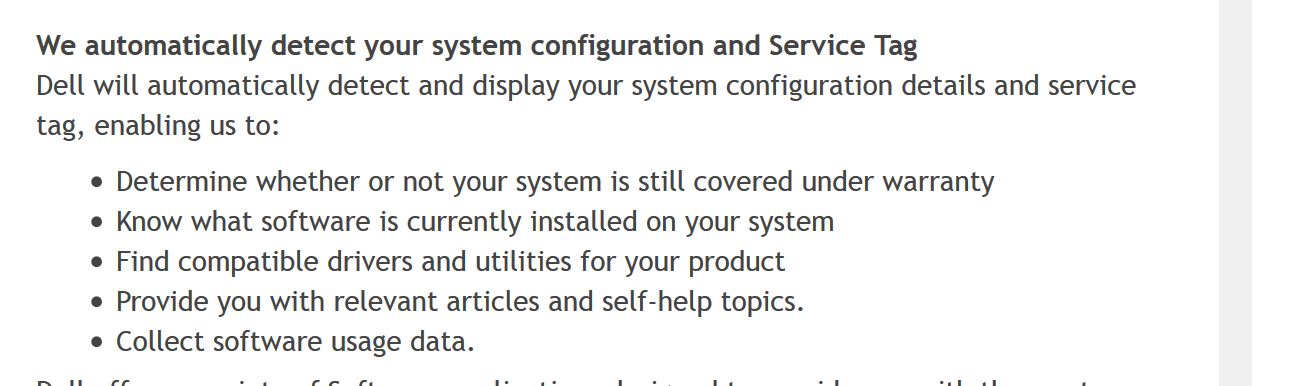 We automatically detect your system configuration and Service Tag
Dell will automatically detect and display your system configuration details and service
tag, enabling us to:
• Determine whether or not your system is still covered under warranty
• Know what software is currently installed on your system
• Find compatible drivers and utilities for your product
• Provide you with relevant articles and self-help topics.
• Collect software usage data.